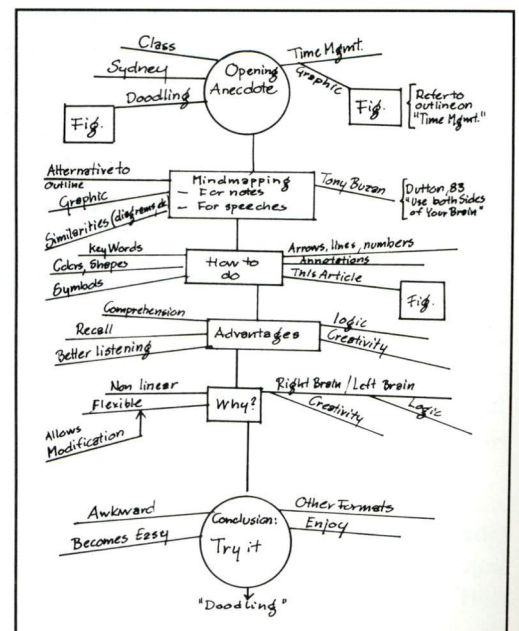 Class
Sydney
Doodling
Fig.
Opening
Anecdote
Time Mgmt.
Graphic
Fig.
Refer to
outline on
"Time Mgmt."
Alternative to
Outline
Graphic
Similarities (diagrams,
Mindmapping
– For notes
– For speeches
Tony Buzan
Dutton, 83
"Use both Sides
of Your Brain"
Key Words
Colors, Shapes
Symbols
How to
do
Arrows, lines, numbers
Annotations
This Article
Fig.
Comprehension
Recall
Better listening
Advantages
logic
Creativity
Non linear
Flexible
Allows
Modification
Why?
Right Brain / Left Brain
Creativity
Logic
Awkward
Becomes Easy
Conclusion:
Try it
Other Formats
Enjoy
"Doodling"